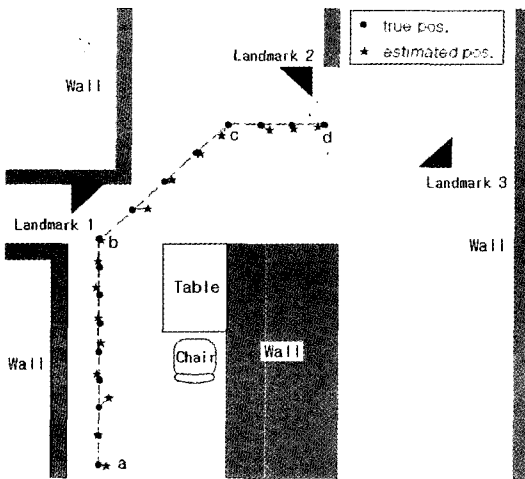 true pos.
estimated pos.
Landmark 2
Wall
c
d
Landmark 3
Landmark 1
b
Wall
Table
Chair
Wall
Wall
a